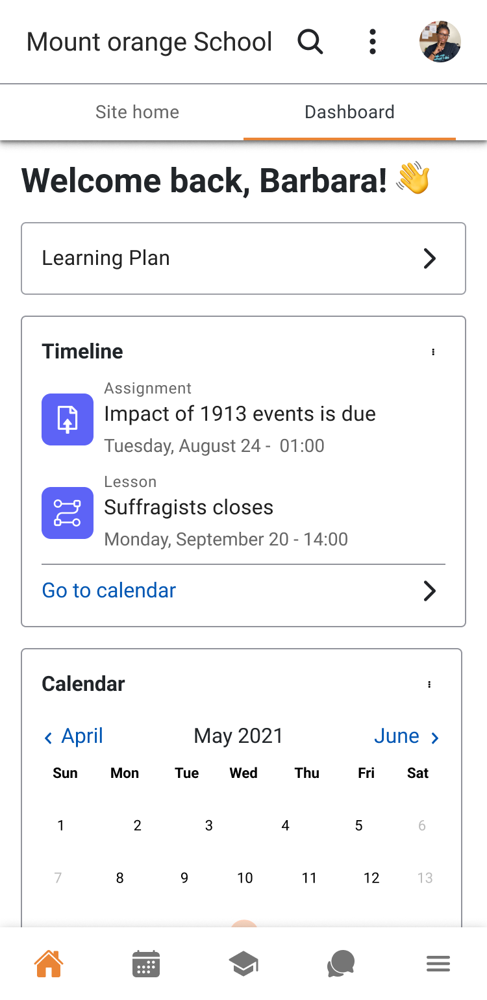 Mount orange School
Site home Dashboard
Welcome back, Barbara! 👋
Learning Plan
Timeline
Assignment
Impact of 1913 events is due
Tuesday, August 24 - 01:00
Lesson
Suffragists closes
Monday, September 20 - 14:00
Go to calendar
Calendar
April May 2021 June
Sun Mon Tue Wed Thu Fri Sat
1 2 3 4 5 6
7 8 9 10 11 12 13